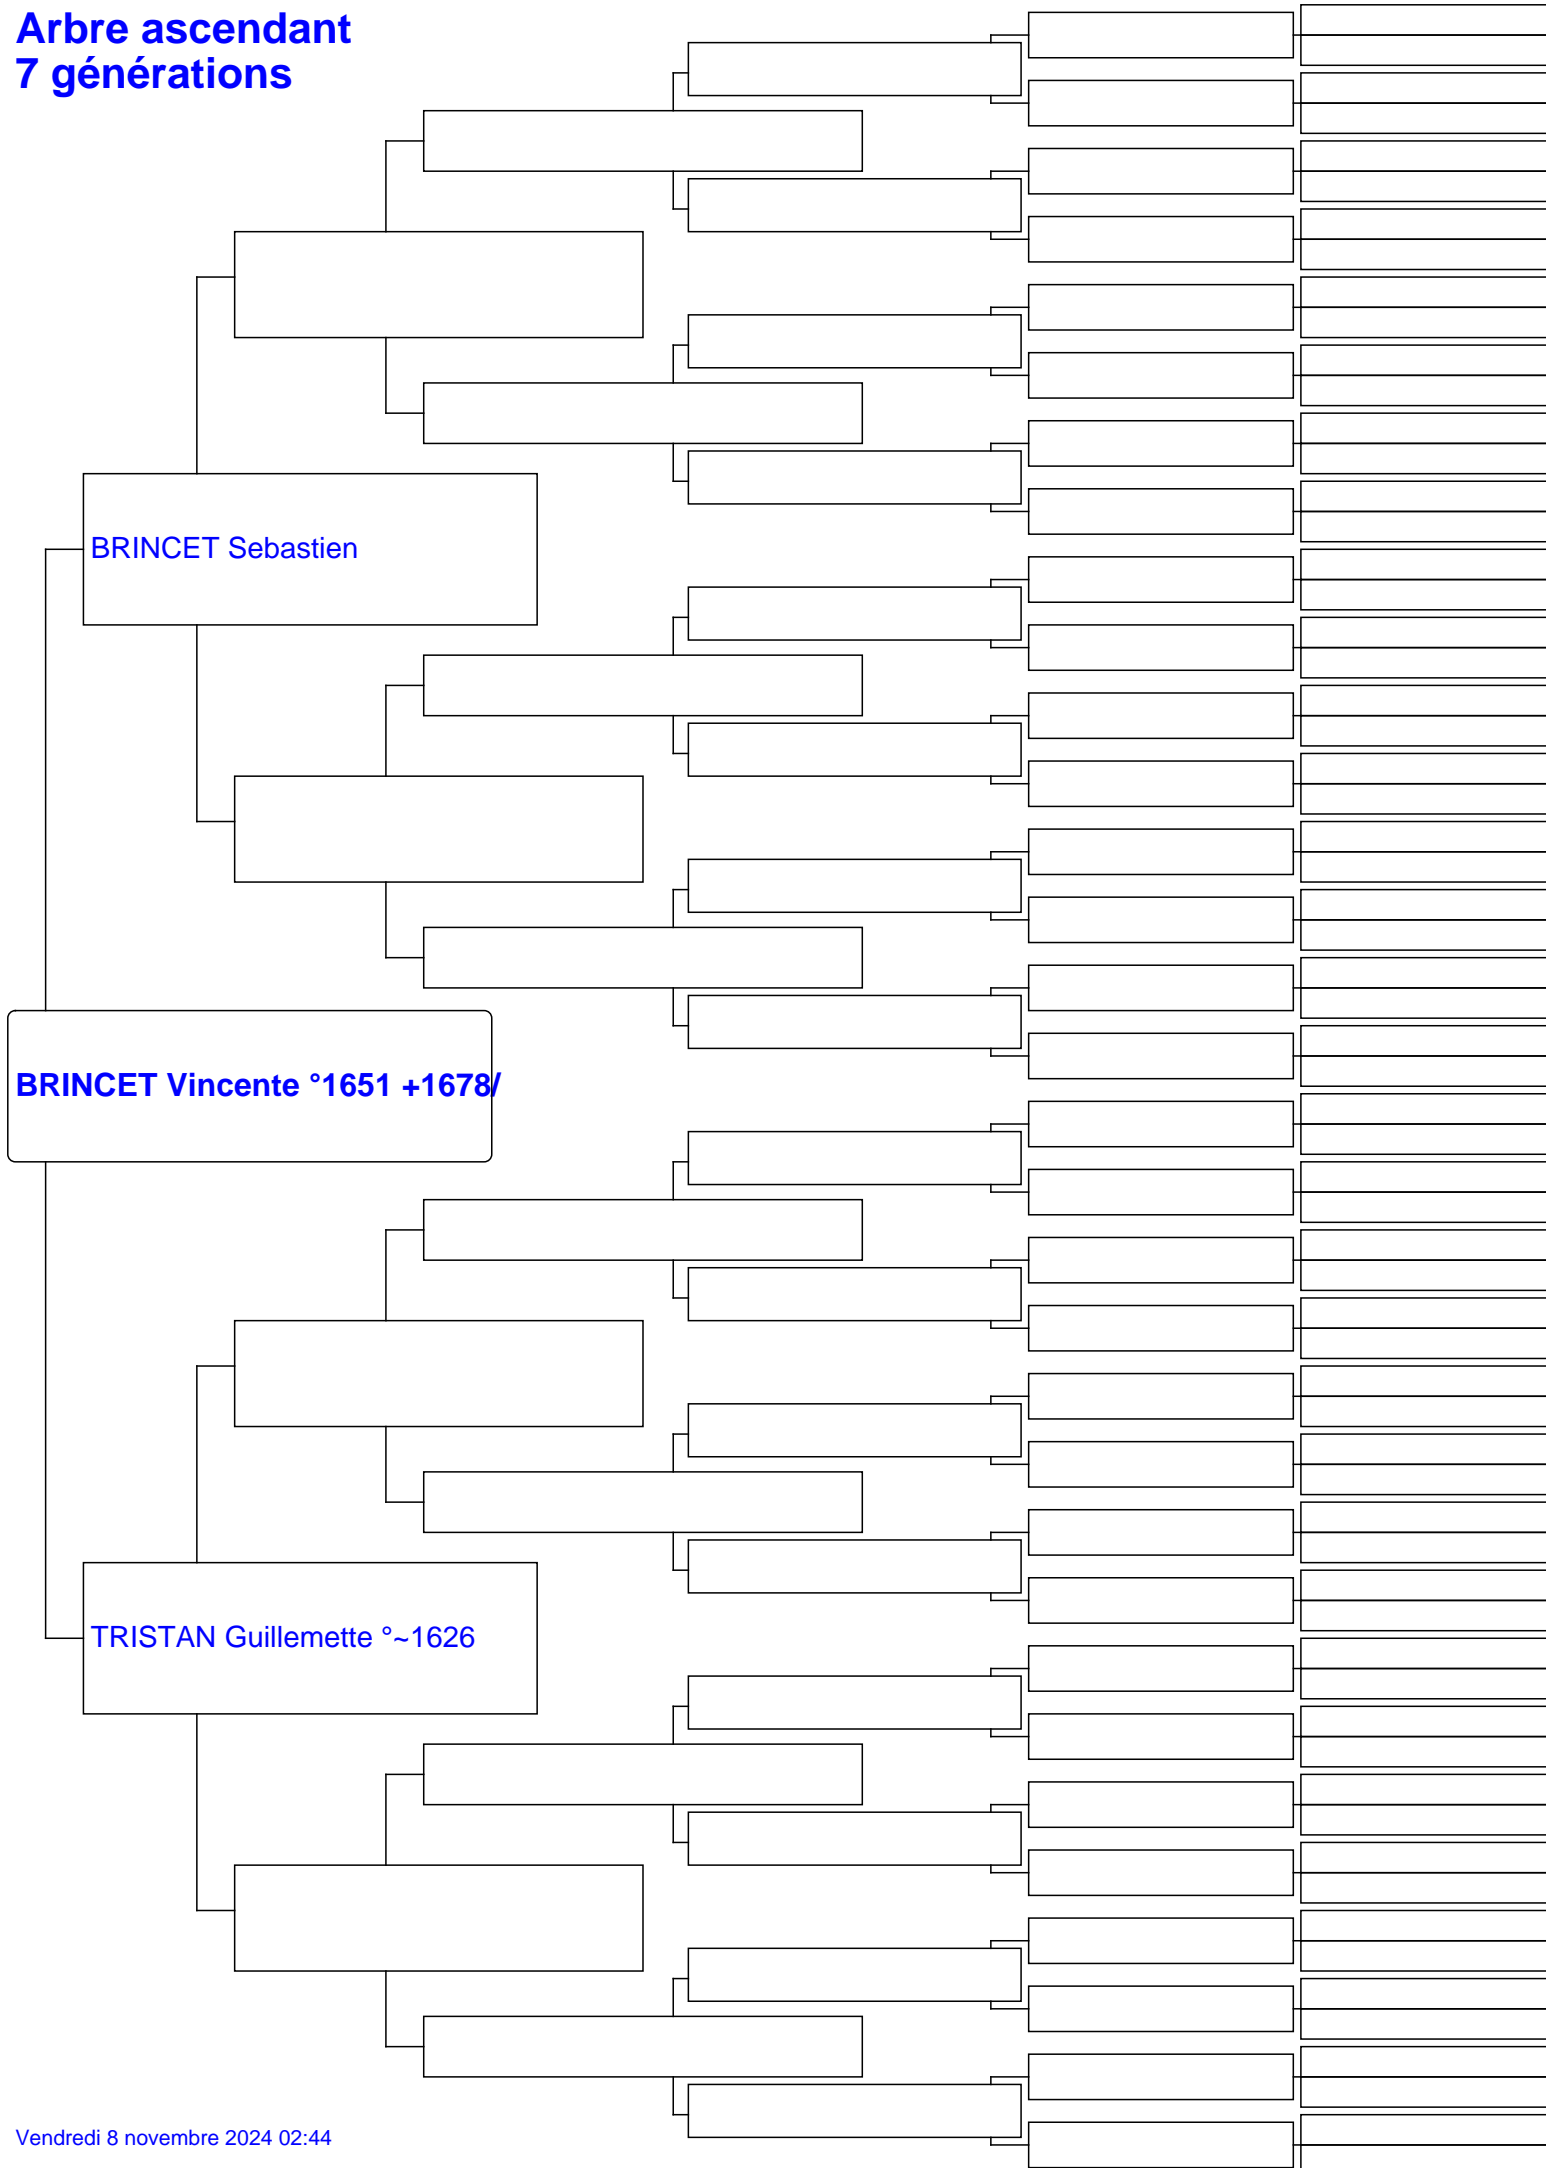 Arbre ascendant
7 générations
BRINCET Sebastien
BRINCET Vincente °1651 +1678/
TRISTAN Guillemette °~1626
Vendredi 8 novembre 2024 02:44